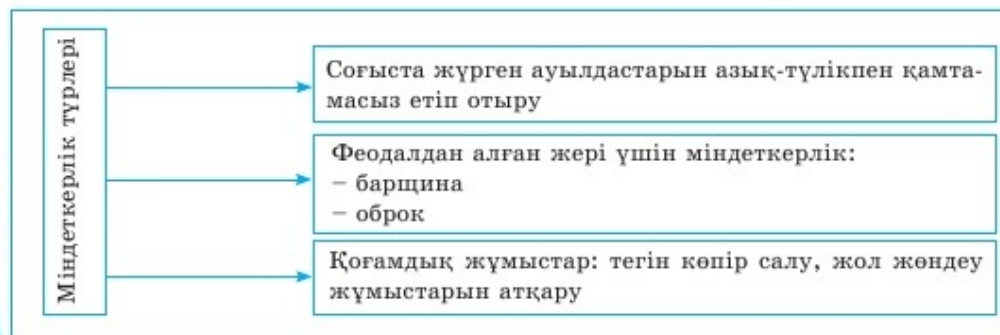 Міндеткерлік түрлері
Соғыста жүрген ауылдастарын азық-түлікпен қамта-
масыз етіп отыру
Феодалдан алған жері үшін міндеткерлік:
– барщина
– оброк
Қоғамдық жұмыстар: тегін көпір салу, жол жөндеу
жұмыстарын атқару